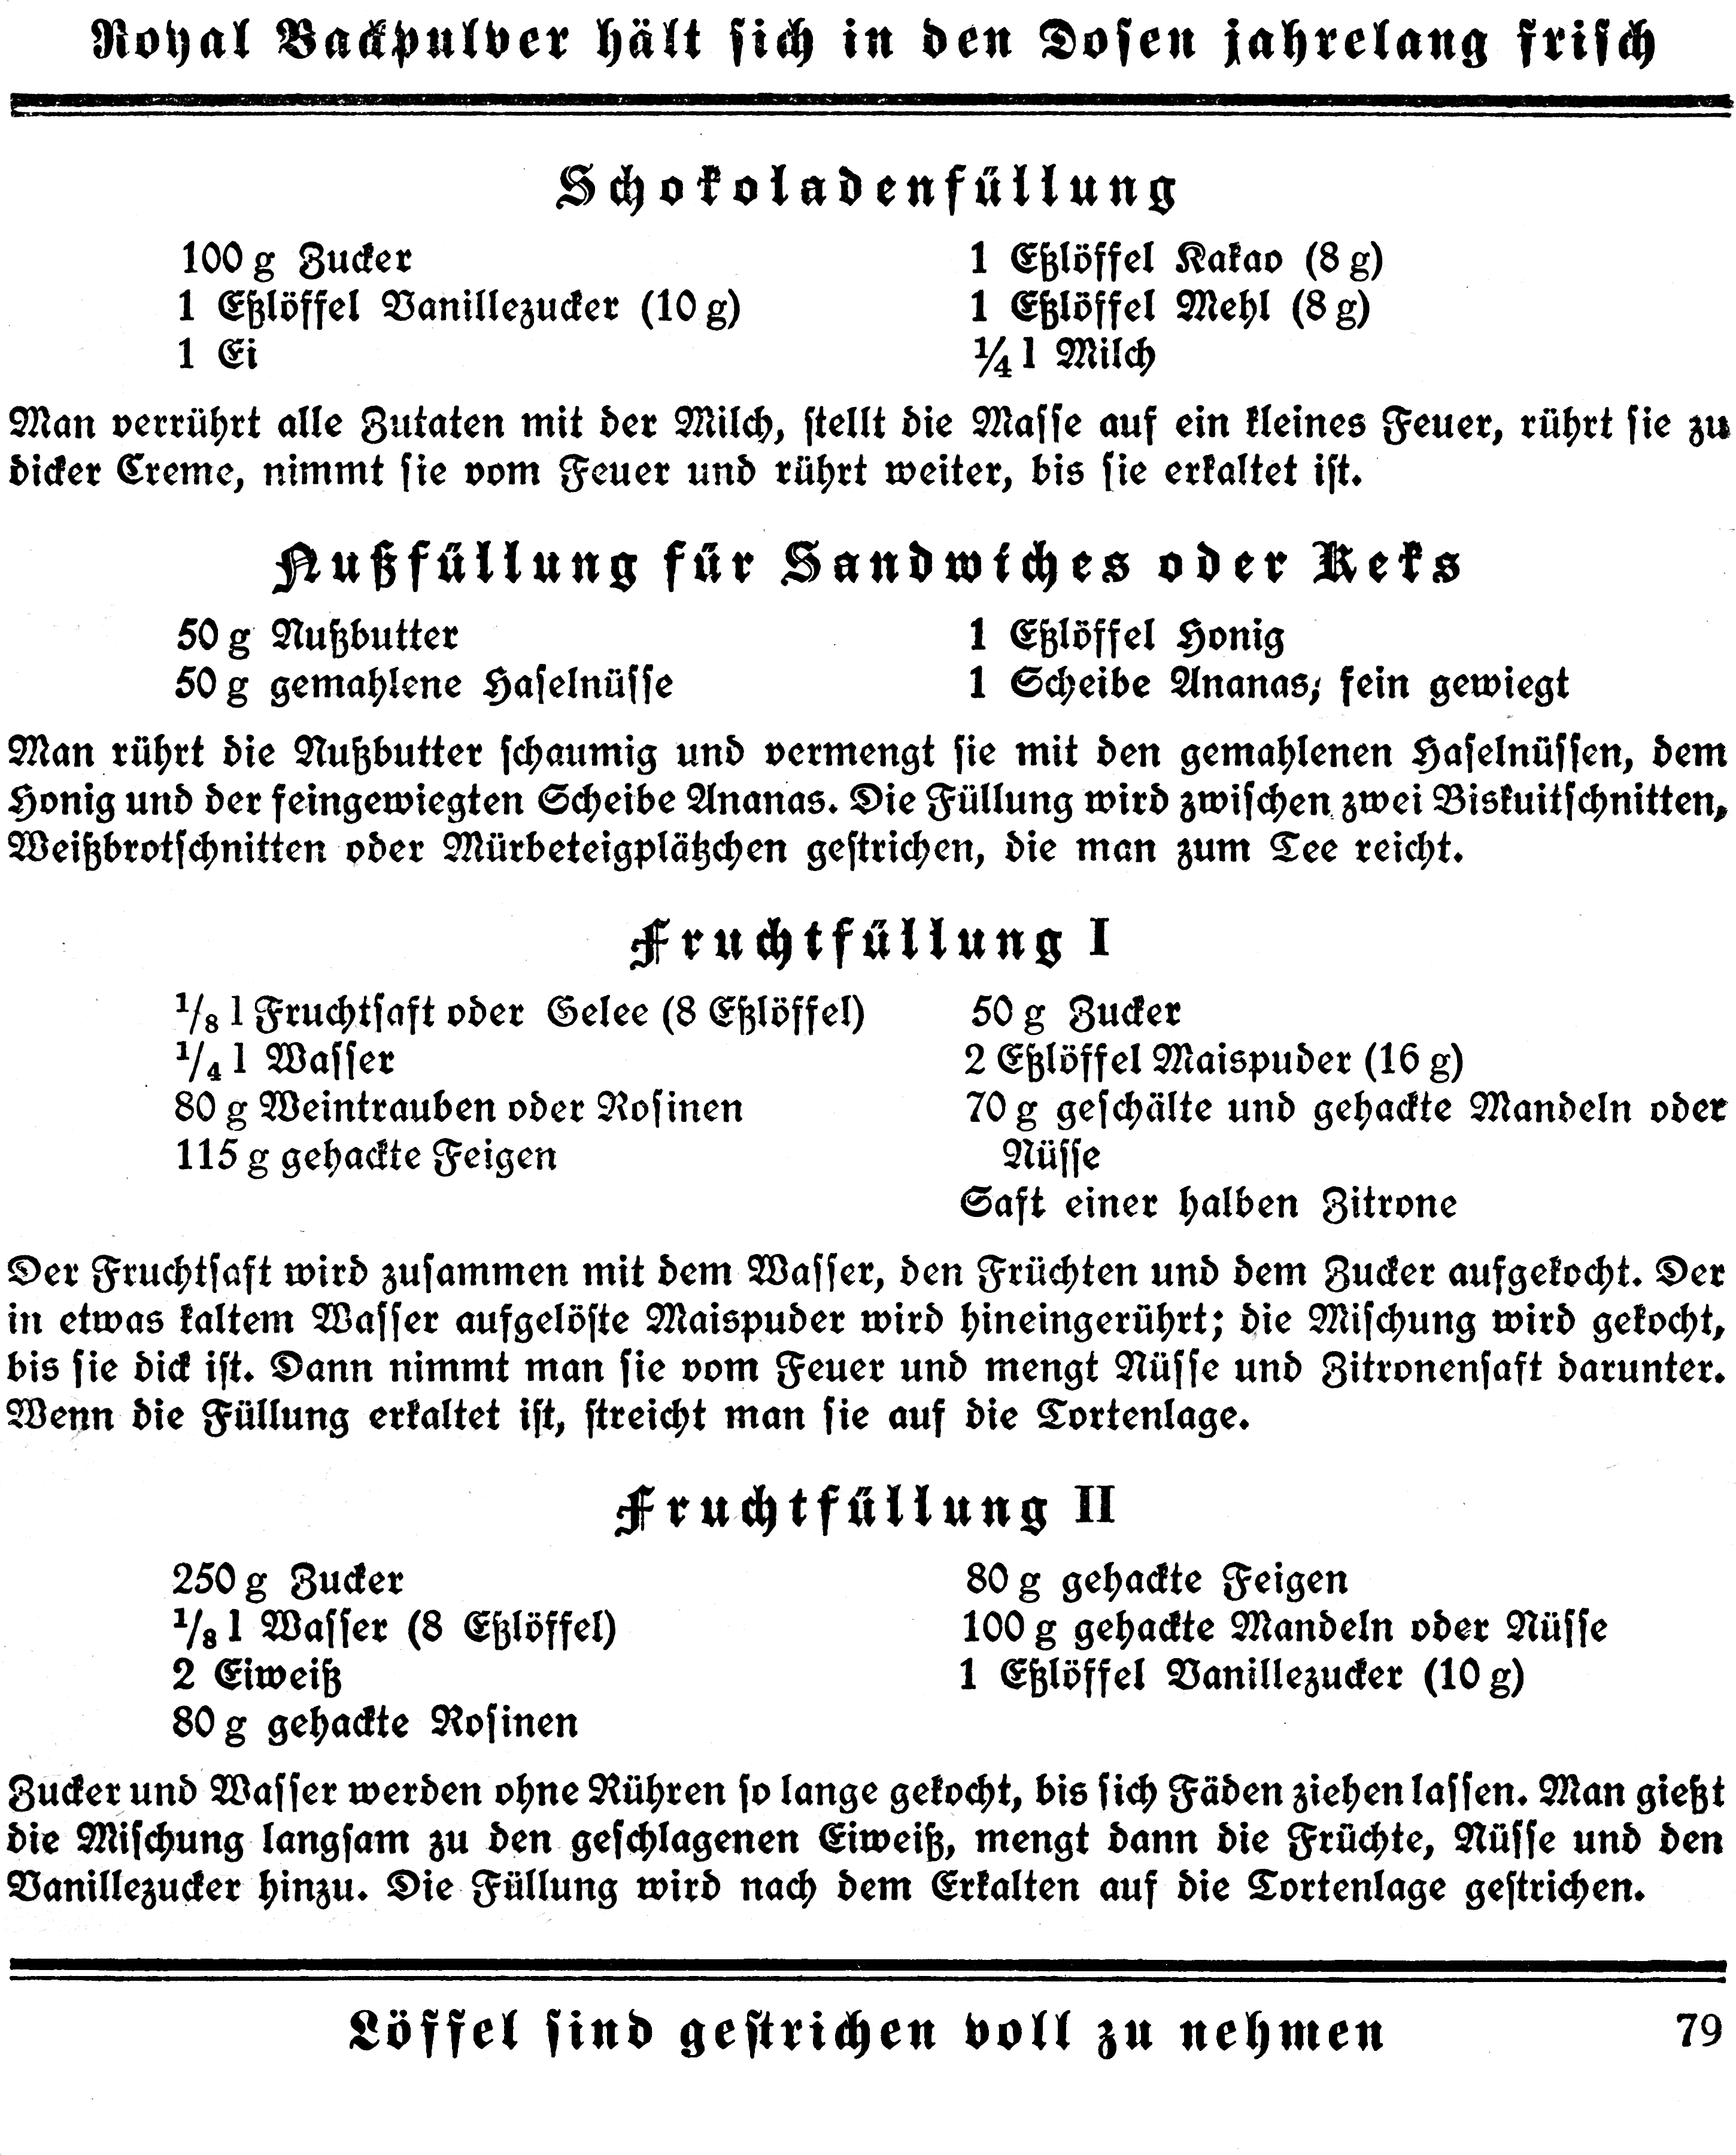 Royal Backpulver hält sich in den Dosen jahrelang frisch
Schokoladenfüllung
100 g Zucker
1 Eßlöffel Vanillezucker (10 g)
1 Ei
1 Eßlöffel Kakao (8 g)
1 Eßlöffel Mehl (8 g)
¼ l Milch
Man verrührt alle Zutaten mit der Milch, stellt die Masse auf ein kleines Feuer, rührt sie zu
dicker Creme, nimmt sie vom Feuer und rührt weiter, bis sie erkaltet ist.
Nußfüllung für Sandwiches oder Keks
50 g Nußbutter
50 g gemahlene Haselnüsse
1 Eßlöffel Honig
1 Scheibe Ananas, fein gewiegt
Man rührt die Nußbutter schaumig und vermengt sie mit den gemahlenen Haselnüssen, dem
Honig und der feingewiegten Scheibe Ananas. Die Füllung wird zwischen zwei Biskuitschnitten,
Weißbrotschnitten oder Mürbeteigplätzchen gestrichen, die man zum Tee reicht.
Fruchtfüllung I
1/8 l Fruchtsaft oder Gelee (8 Eßlöffel)
1/4 l Wasser
80 g Weintrauben oder Rosinen
115 g gehackte Feigen
50 g Zucker
2 Eßlöffel Maispuder (16 g)
70 g geschälte und gehackte Mandeln oder
Nüsse
Saft einer halben Zitrone
Der Fruchtsaft wird zusammen mit dem Wasser, den Früchten und dem Zucker aufgekocht. Der
in etwas kaltem Wasser aufgelöste Maispuder wird hineingerührt; die Mischung wird gekocht,
bis sie dick ist. Dann nimmt man sie vom Feuer und mengt Nüsse und Zitronensaft darunter.
Wenn die Füllung erkaltet ist, streicht man sie auf die Tortenlage.
Fruchtfüllung II
250 g Zucker
1/8 l Wasser (8 Eßlöffel)
2 Eiweiß
80 g gehackte Rosinen
80 g gehackte Feigen
100 g gehackte Mandeln oder Nüsse
1 Eßlöffel Vanillezucker (10 g)
Zucker und Wasser werden ohne Rühren so lange gekocht, bis sich Fäden ziehen lassen. Man gießt
die Mischung langsam zu den geschlagenen Eiweiß, mengt dann die Früchte, Nüsse und den
Vanillezucker hinzu. Die Füllung wird nach dem Erkalten auf die Tortenlage gestrichen.
Löffel sind gestrichen voll zu nehmen
79